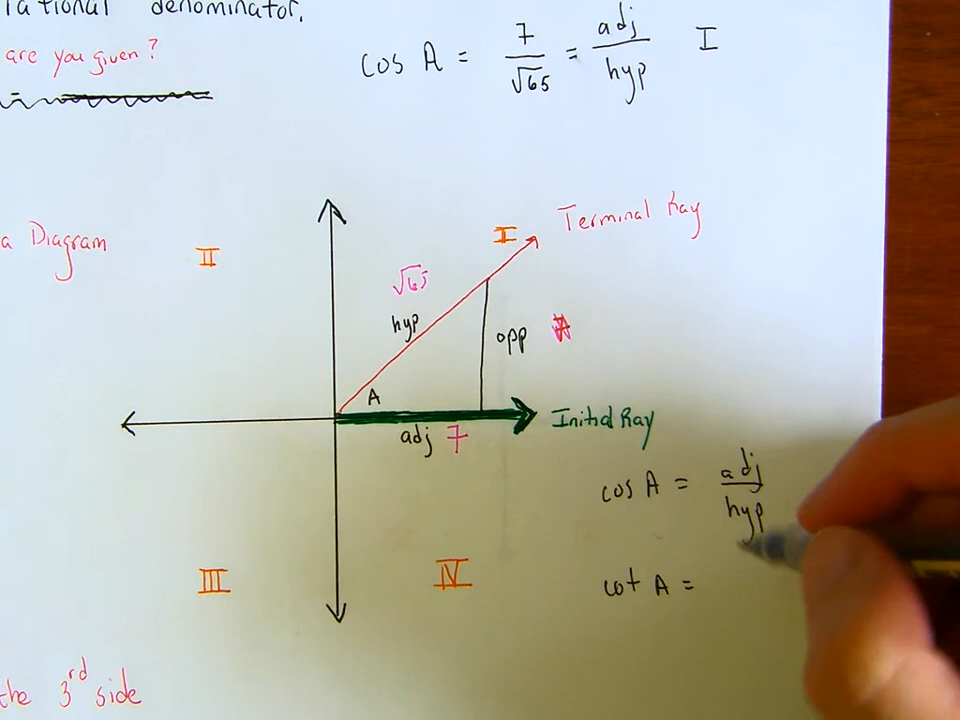 rational denominator.
are you given?
cos A = 7/√65 = adj/hyp I
a Diagram
II
I
Terminal Ray
√65
hyp
opp
A
adj 7
Initial Ray
cos A = adj/hyp
cot A =
III
IV
the 3rd side